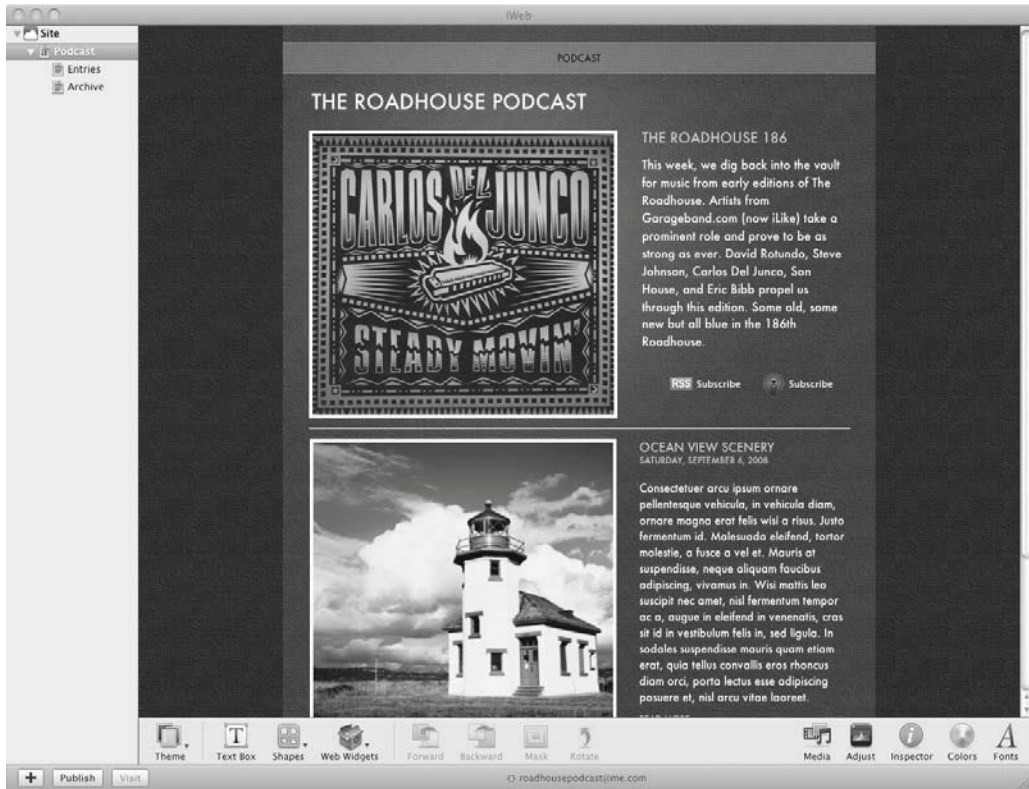 iWeb
Site
Podcast
Entries
Archive
PODCAST
THE ROADHOUSE PODCAST
CARLOS DEL JUNCO
STEADY MOVIN'
THE ROADHOUSE 186
This week, we dig back into the vault
for music from early editions of The
Roadhouse. Artists from
Garageband.com (now iLike) take a
prominent role and prove to be as
strong as ever. David Rotundo, Steve
Johnson, Carlos Del Junco, Son
House, and Eric Bibb propel us
through this edition. Some old, some
new but all blue in the 186th
Roadhouse.
RSS Subscribe
Subscribe
OCEAN VIEW SCENERY
SATURDAY, SEPTEMBER 6, 2008
Consectetuer arcu ipsum ornare
pellentesque vehicula, in vehicula diam,
ornare magna erat felis wisi a risus. Justo
fermentum id. Malesuada eleifend, tortor
molestie, a fusce a vel et. Mauris at
suspendisse, neque aliquam faucibus
adipiscing, vivamus in. Wisi mattis leo
suscipit nec amet, nisl fermentum tempor
ac a, augue in eleifend in venenatis, cras
sit id in vestibulum felis in, sed ligula. In
sodales suspendisse mauris quam etiam
erat, quia tellus convallis eros rhoncus
diam orci, porta lectus esse adipiscing
posuere et, nisl arcu vitae laoreet.
READ MORE
Theme
Text Box
Shapes
Web Widgets
Forward
Backward
Mask
Rotate
Media
Adjust
Inspector
Colors
Fonts
Publish
Visit